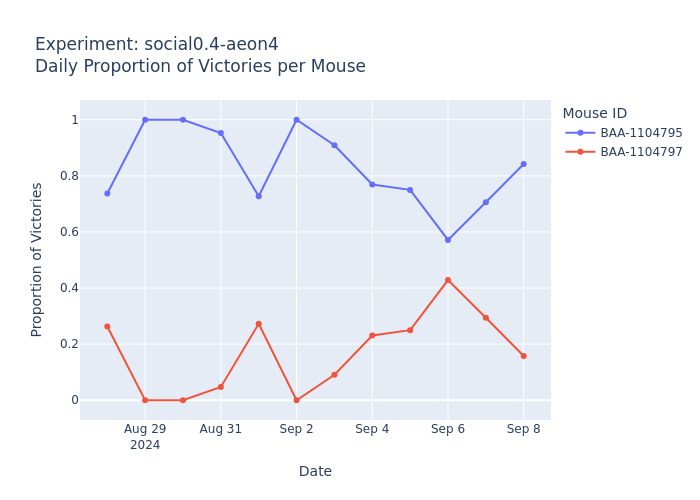 Experiment: social0.4-aeon4
Daily Proportion of Victories per Mouse
Mouse ID
BAA-1104795
BAA-1104797
Proportion of Victories
1
0.8
0.6
0.4
0.2
0
Aug 29
2024
Aug 31
Sep 2
Sep 4
Sep 6
Sep 8
Date